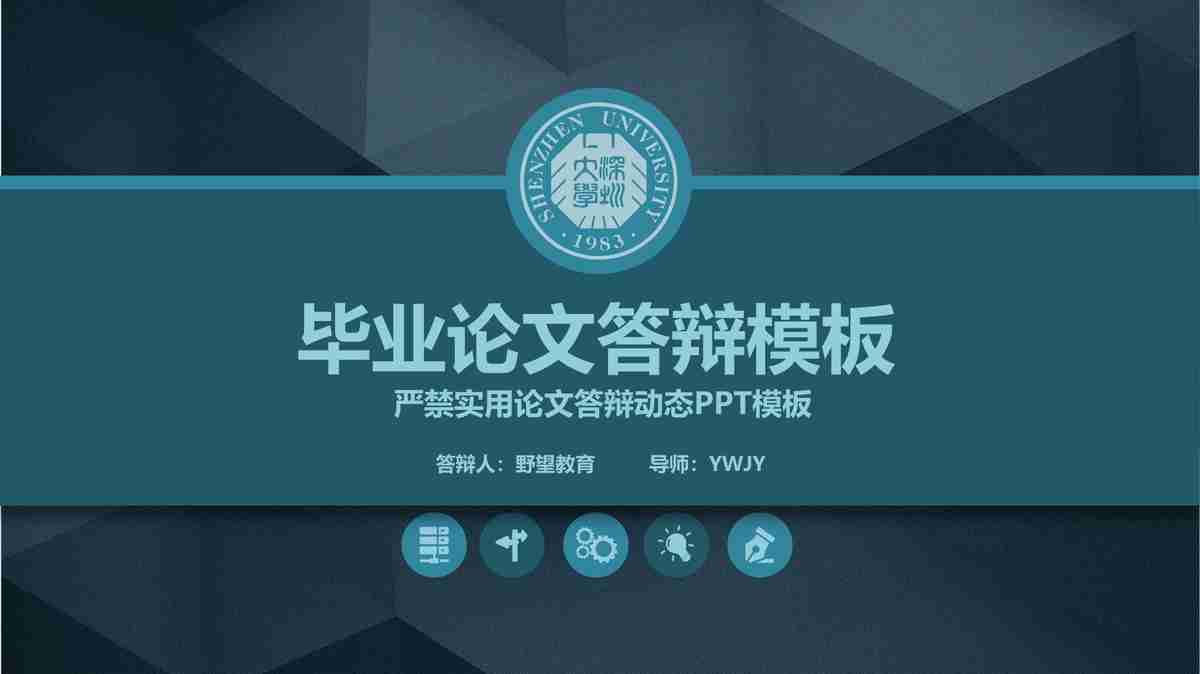 SHENZHEN UNIVERSITY
深圳
大學
·1983·
毕业论文答辩模板
严禁实用论文答辩动态PPT模板
答辩人：野望教育 导师：YWJY